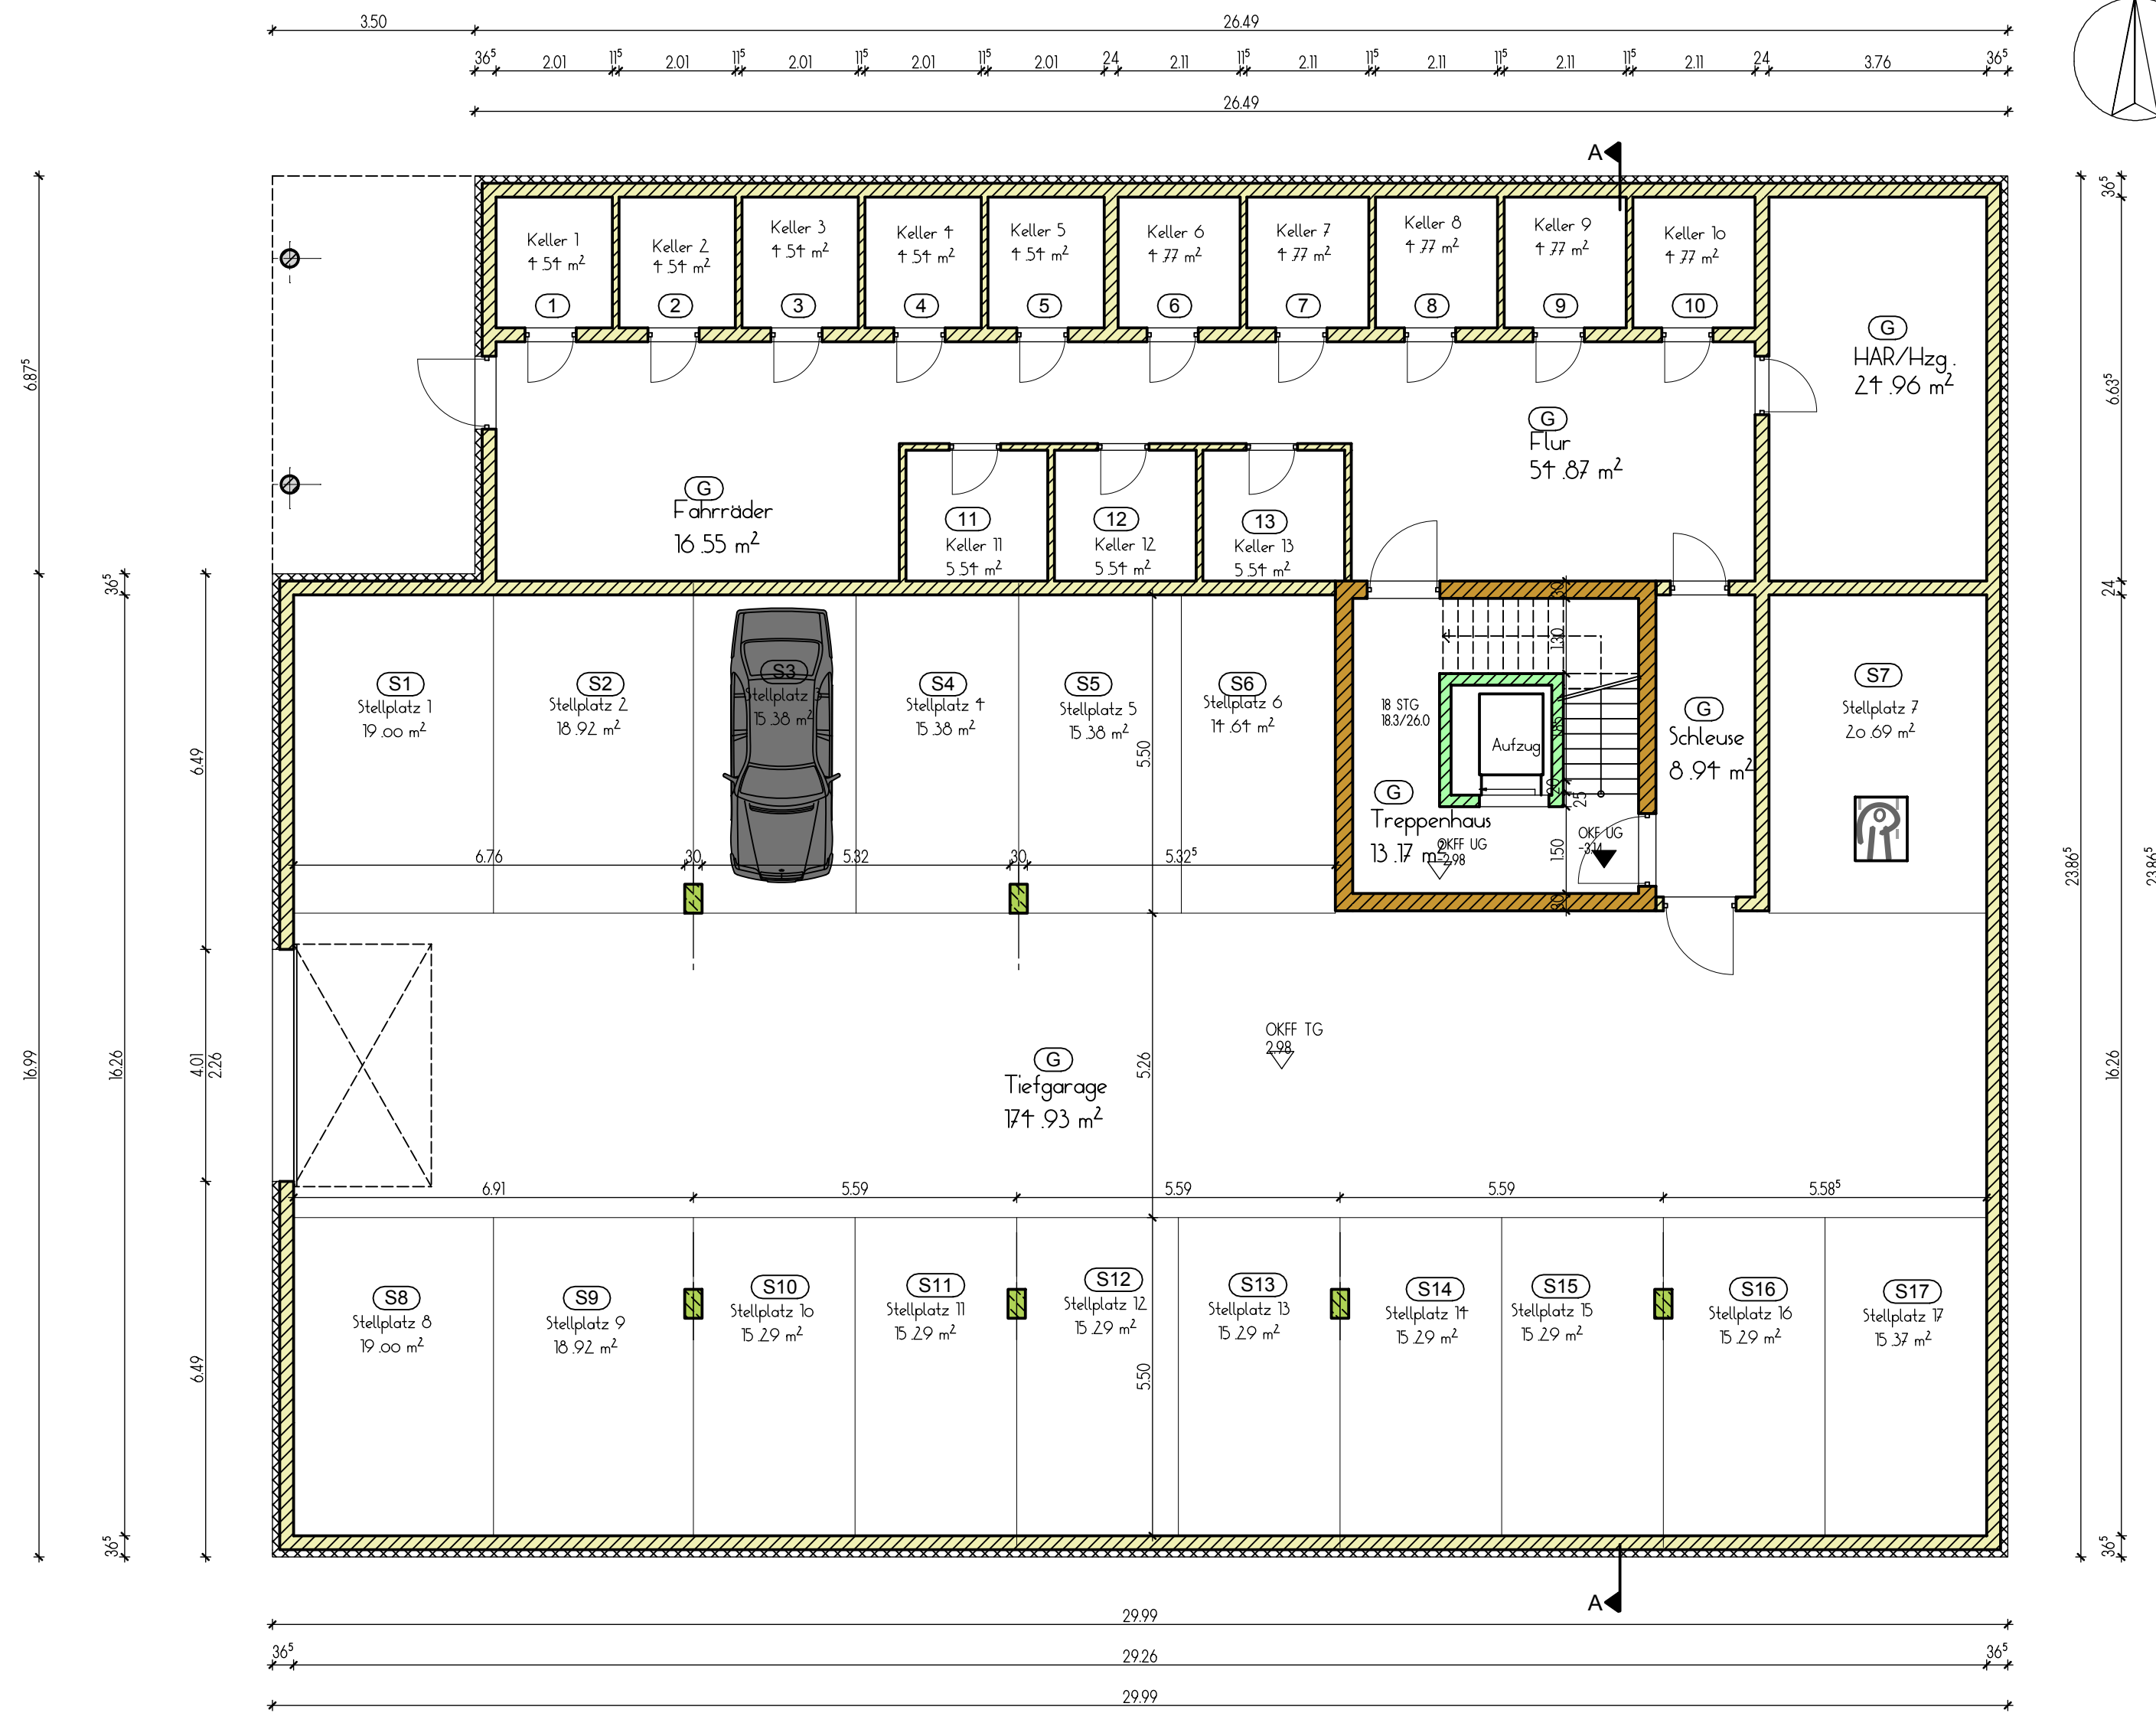 3.50 26.49
36⁵ 2.01 11⁵ 2.01 11⁵ 2.01 11⁵ 2.01 11⁵ 2.01 24 2.11 11⁵ 2.11 11⁵ 2.11 11⁵ 2.11 11⁵ 2.11 24 3.76 36⁵
26.49
A
Keller 1
4.54 m²
1
Keller 2
4.54 m²
2
Keller 3
4.54 m²
3
Keller 4
4.54 m²
4
Keller 5
4.54 m²
5
Keller 6
4.77 m²
6
Keller 7
4.77 m²
7
Keller 8
4.77 m²
8
Keller 9
4.77 m²
9
Keller 10
4.77 m²
10
G
HAR/Hzg.
24.96 m²
G
Flur
54.87 m²
G
Fahrräder
16.55 m²
11
Keller 11
5.54 m²
12
Keller 12
5.54 m²
13
Keller 13
5.54 m²
6.87⁵
16.99
36⁵
16.26
36⁵
6.49
4.01
2.26
6.49
S1
Stellplatz 1
19.00 m²
S2
Stellplatz 2
18.92 m²
S3
Stellplatz 3
15.38 m²
S4
Stellplatz 4
15.38 m²
S5
Stellplatz 5
15.38 m²
S6
Stellplatz 6
14.64 m²
5.50
6.76 30 5.32 30 5.32⁵
18 STG
18.3/26.0
Aufzug
G
Treppenhaus
13.17 m²
OKFF UG
-2.98
OKF UG
-3.14
30
1.30
1.85
20
25
1.50
30
G
Schleuse
8.94 m²
S7
Stellplatz 7
20.69 m²
OKFF TG
2.98
G
Tiefgarage
174.93 m²
5.26
6.91 5.59 5.59 5.59 5.58⁵
S8
Stellplatz 8
19.00 m²
S9
Stellplatz 9
18.92 m²
S10
Stellplatz 10
15.29 m²
S11
Stellplatz 11
15.29 m²
S12
Stellplatz 12
15.29 m²
S13
Stellplatz 13
15.29 m²
S14
Stellplatz 14
15.29 m²
S15
Stellplatz 15
15.29 m²
S16
Stellplatz 16
15.29 m²
S17
Stellplatz 17
15.37 m²
5.50
36⁵
6.63⁵
24
16.26
36⁵
23.86⁵
23.86⁵
A
29.99
36⁵ 29.26 36⁵
29.99